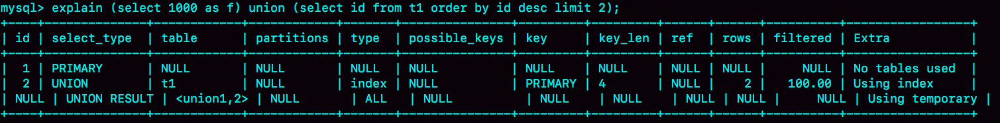 mysql> explain (select 1000 as f) union (select id from t1 order by id desc limit 2);
+----+--------------+------------+------------+-------+---------------+---------+---------+------+------+----------+-----------------+
| id | select_type | table | partitions | type | possible_keys | key | key_len | ref | rows | filtered | Extra |
+----+--------------+------------+------------+-------+---------------+---------+---------+------+------+----------+-----------------+
| 1 | PRIMARY | NULL | NULL | NULL | NULL | NULL | NULL | NULL | NULL | NULL | No tables used |
| 2 | UNION | t1 | NULL | index | NULL | PRIMARY | 4 | NULL | 2 | 100.00 | Using index |
| NULL | UNION RESULT | <union1,2> | NULL | ALL | NULL | NULL | NULL | NULL | NULL | NULL | Using temporary |
+----+--------------+------------+------------+-------+---------------+---------+---------+------+------+----------+-----------------+